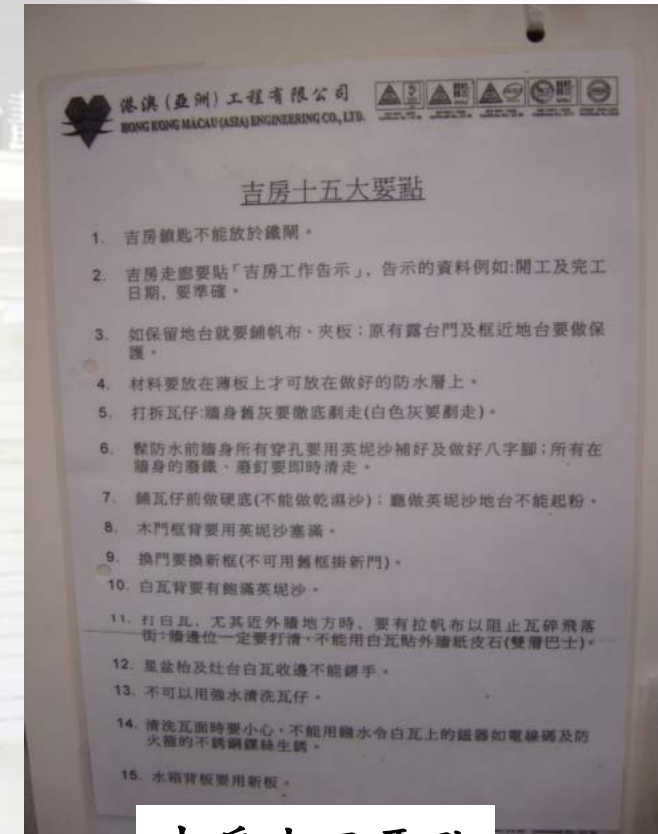 港澳(亞洲)工程有限公司
HONG KONG MACAU (ASIA) ENGINEERING CO., LTD.
吉房十五大要點
1. 吉房鎖匙不能放於鐵閘。
2. 吉房走廊要貼「吉房工作告示」, 告示的資料例如:開工及完工
日期, 要準確。
3. 如保留地台就要鋪帆布、夾板;原有露台門及框近地台要做保
護。
4. 材料要放在薄板上才可放在做好的防水層上。
5. 打拆瓦仔:牆身舊灰要徹底剷走(白色灰要剷走)。
6. 髹防水前牆身所有穿孔要用英坭沙補好及做好八字腳;所有在
牆身的廢鐵、廢釘要即時清走。
7. 鋪瓦仔前做硬底(不能做乾濕沙);廳做英坭沙地台不能起粉。
8. 木門框背要用英坭沙塞滿。
9. 換門要換新框(不可用舊框掛新門)。
10. 白瓦背要有飽滿英坭沙。
11. 打白瓦, 尤其近外牆地方時, 要有拉帆布以阻止瓦碎飛落
街;牆邊位一定要打清,不能用白瓦貼外牆紙皮石(雙層巴士)。
12. 星盆枱及灶台白瓦收邊不能鎅手。
13. 不可以用強水清洗瓦仔。
14. 清洗瓦面時要小心,不能用鏹水令白瓦上的鐵器如電線碼及防
火箍的不銹鋼鏍絲生銹。
15. 水箱背板要用新板。